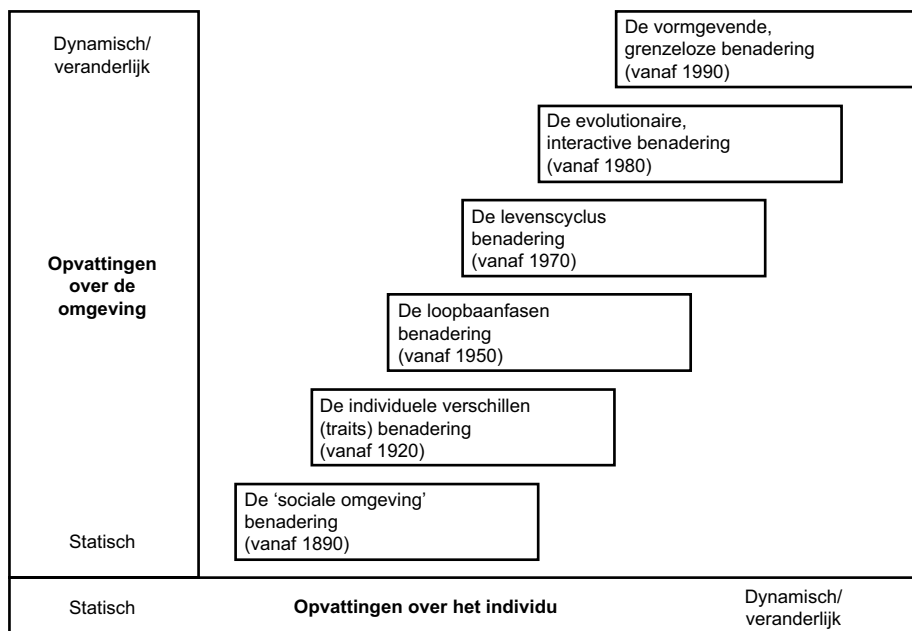 Dynamisch/
veranderlijk
De vormgevende,
grenzeloze benadering
(vanaf 1990)
De evolutionaire,
interactive benadering
(vanaf 1980)
De levenscyclus
benadering
(vanaf 1970)
Opvattingen
over de
omgeving
De loopbaanfasen
benadering
(vanaf 1950)
De individuele verschillen
(traits) benadering
(vanaf 1920)
De ‘sociale omgeving’
benadering
(vanaf 1890)
Statisch
Statisch
Opvattingen over het individu
Dynamisch/
veranderlijk